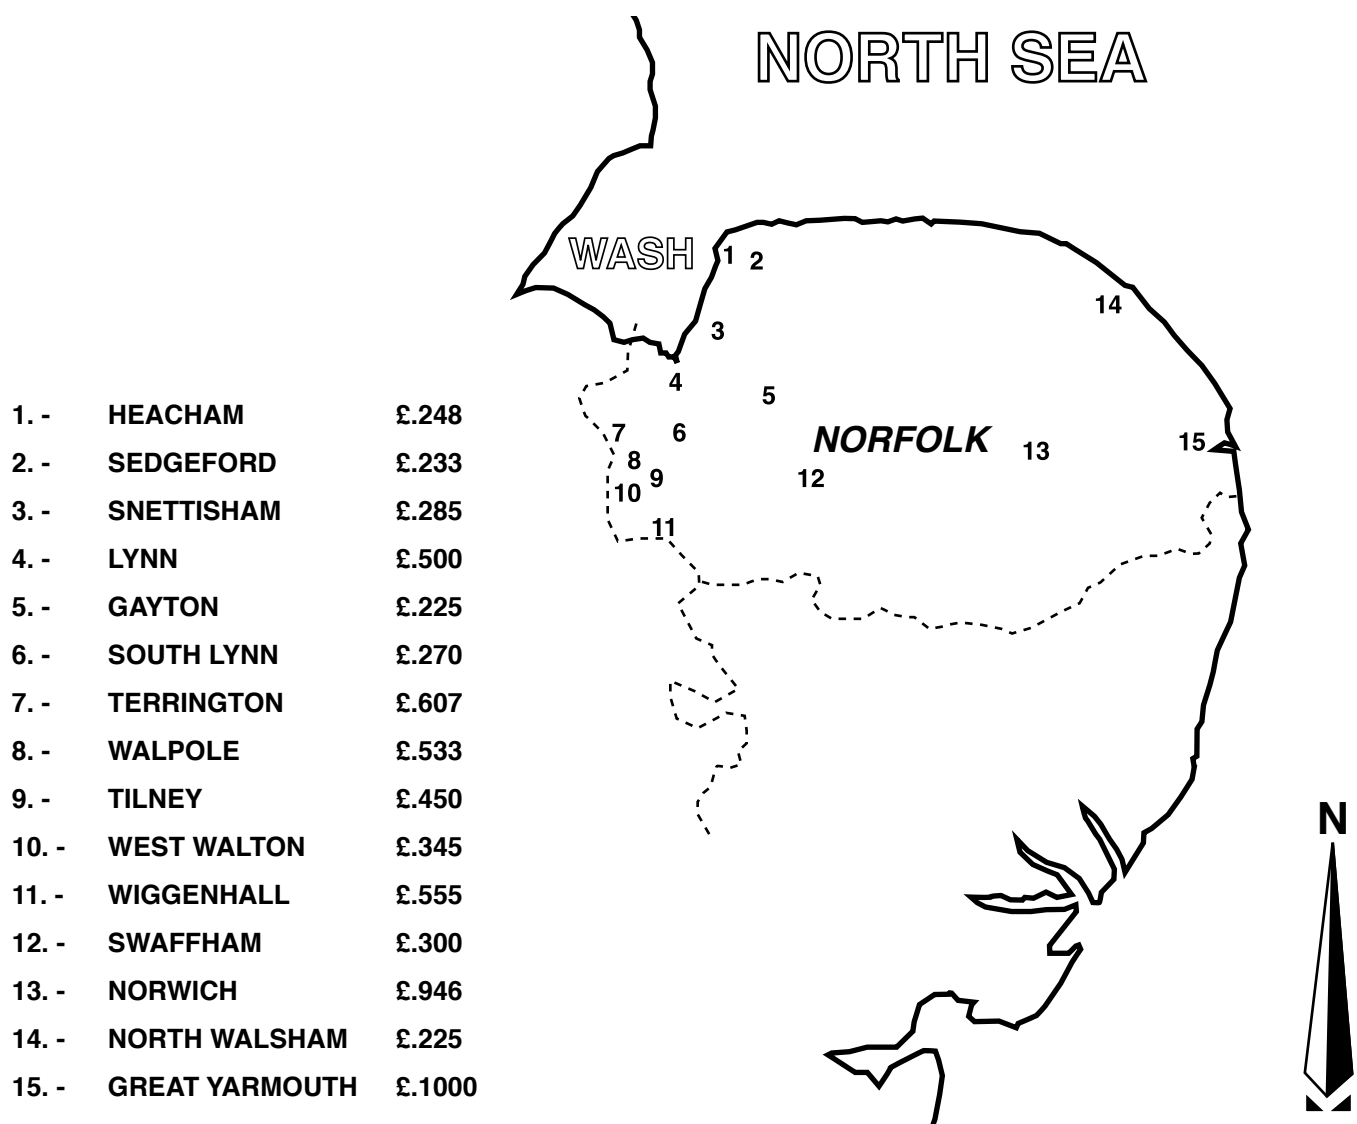 NORTH SEA
WASH
1
2
14
3
4
5
7
6
NORFOLK
13
15
8
9
12
10
11
1. - HEACHAM £.248
2. - SEDGEFORD £.233
3. - SNETTISHAM £.285
4. - LYNN £.500
5. - GAYTON £.225
6. - SOUTH LYNN £.270
7. - TERRINGTON £.607
8. - WALPOLE £.533
9. - TILNEY £.450
10. - WEST WALTON £.345
11. - WIGGENHALL £.555
12. - SWAFFHAM £.300
13. - NORWICH £.946
14. - NORTH WALSHAM £.225
15. - GREAT YARMOUTH £.1000
N